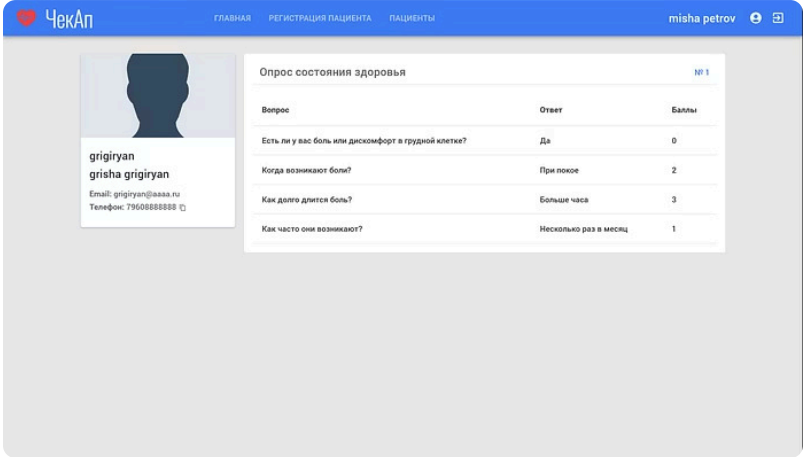 ЧекАп
ГЛАВНАЯ РЕГИСТРАЦИЯ ПАЦИЕНТА ПАЦИЕНТЫ
misha petrov
grigiryan
grisha grigiryan
Email: grigiryan@aaaa.ru
Телефон: 79608888888
Опрос состояния здоровья № 1
Вопрос Ответ Баллы
Есть ли у вас боль или дискомфорт в грудной клетке? Да 0
Когда возникают боли? При покое 2
Как долго длится боль? Больше часа 3
Как часто они возникают? Несколько раз в месяц 1